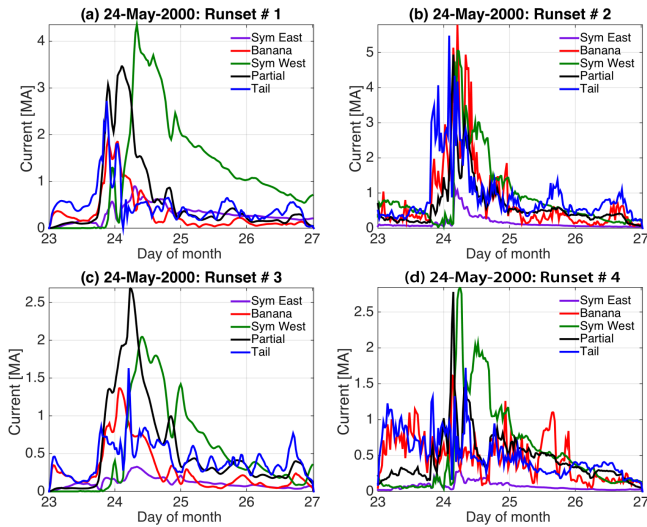 (a) 24-May-2000: Runset # 1
Current [MA]
4
3
2
1
0
Sym East
Banana
Sym West
Partial
Tail
23
24
25
26
27
Day of month
(b) 24-May-2000: Runset # 2
Current [MA]
5
4
3
2
1
0
Sym East
Banana
Sym West
Partial
Tail
23
24
25
26
27
Day of month
(c) 24-May-2000: Runset # 3
Current [MA]
2.5
2
1.5
1
0.5
0
Sym East
Banana
Sym West
Partial
Tail
23
24
25
26
27
Day of month
(d) 24-May-2000: Runset # 4
Current [MA]
2.5
2
1.5
1
0.5
0
Sym East
Banana
Sym West
Partial
Tail
23
24
25
26
27
Day of month